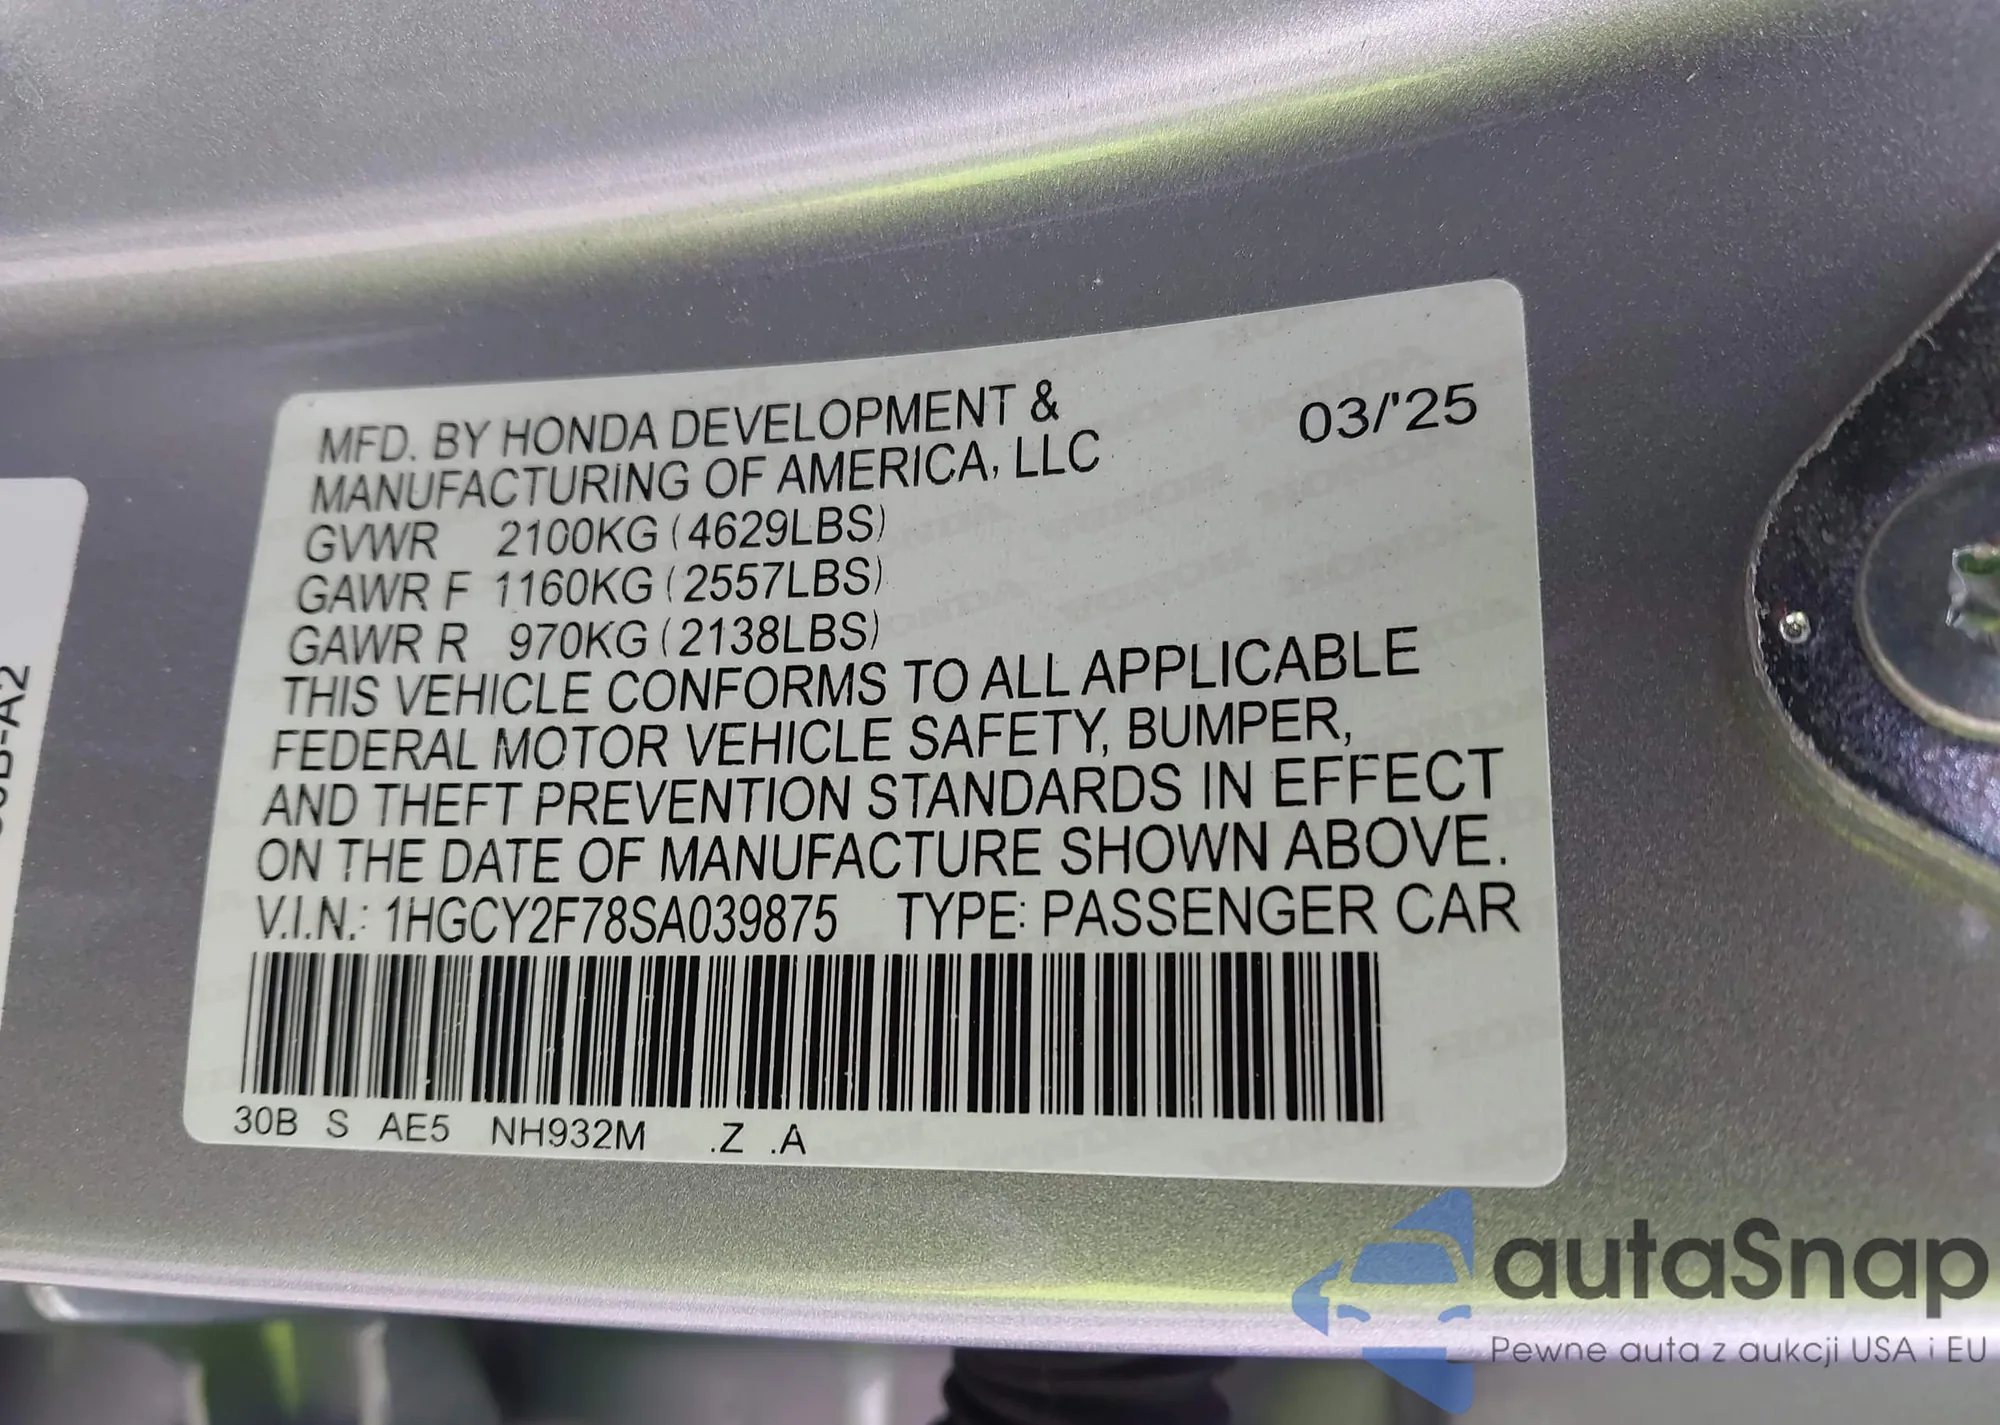 MFD. BY HONDA DEVELOPMENT & 03/'25
MANUFACTURING OF AMERICA, LLC
GVWR 2100KG (4629LBS)
GAWR F 1160KG (2557LBS)
GAWR R 970KG (2138LBS)
THIS VEHICLE CONFORMS TO ALL APPLICABLE
FEDERAL MOTOR VEHICLE SAFETY, BUMPER,
AND THEFT PREVENTION STANDARDS IN EFFECT
ON THE DATE OF MANUFACTURE SHOWN ABOVE.
V.I.N.: 1HGCY2F78SA039875 TYPE: PASSENGER CAR
30B S AE5 NH932M .Z .A
autaSnap
Pewne auta z aukcji USA i EU